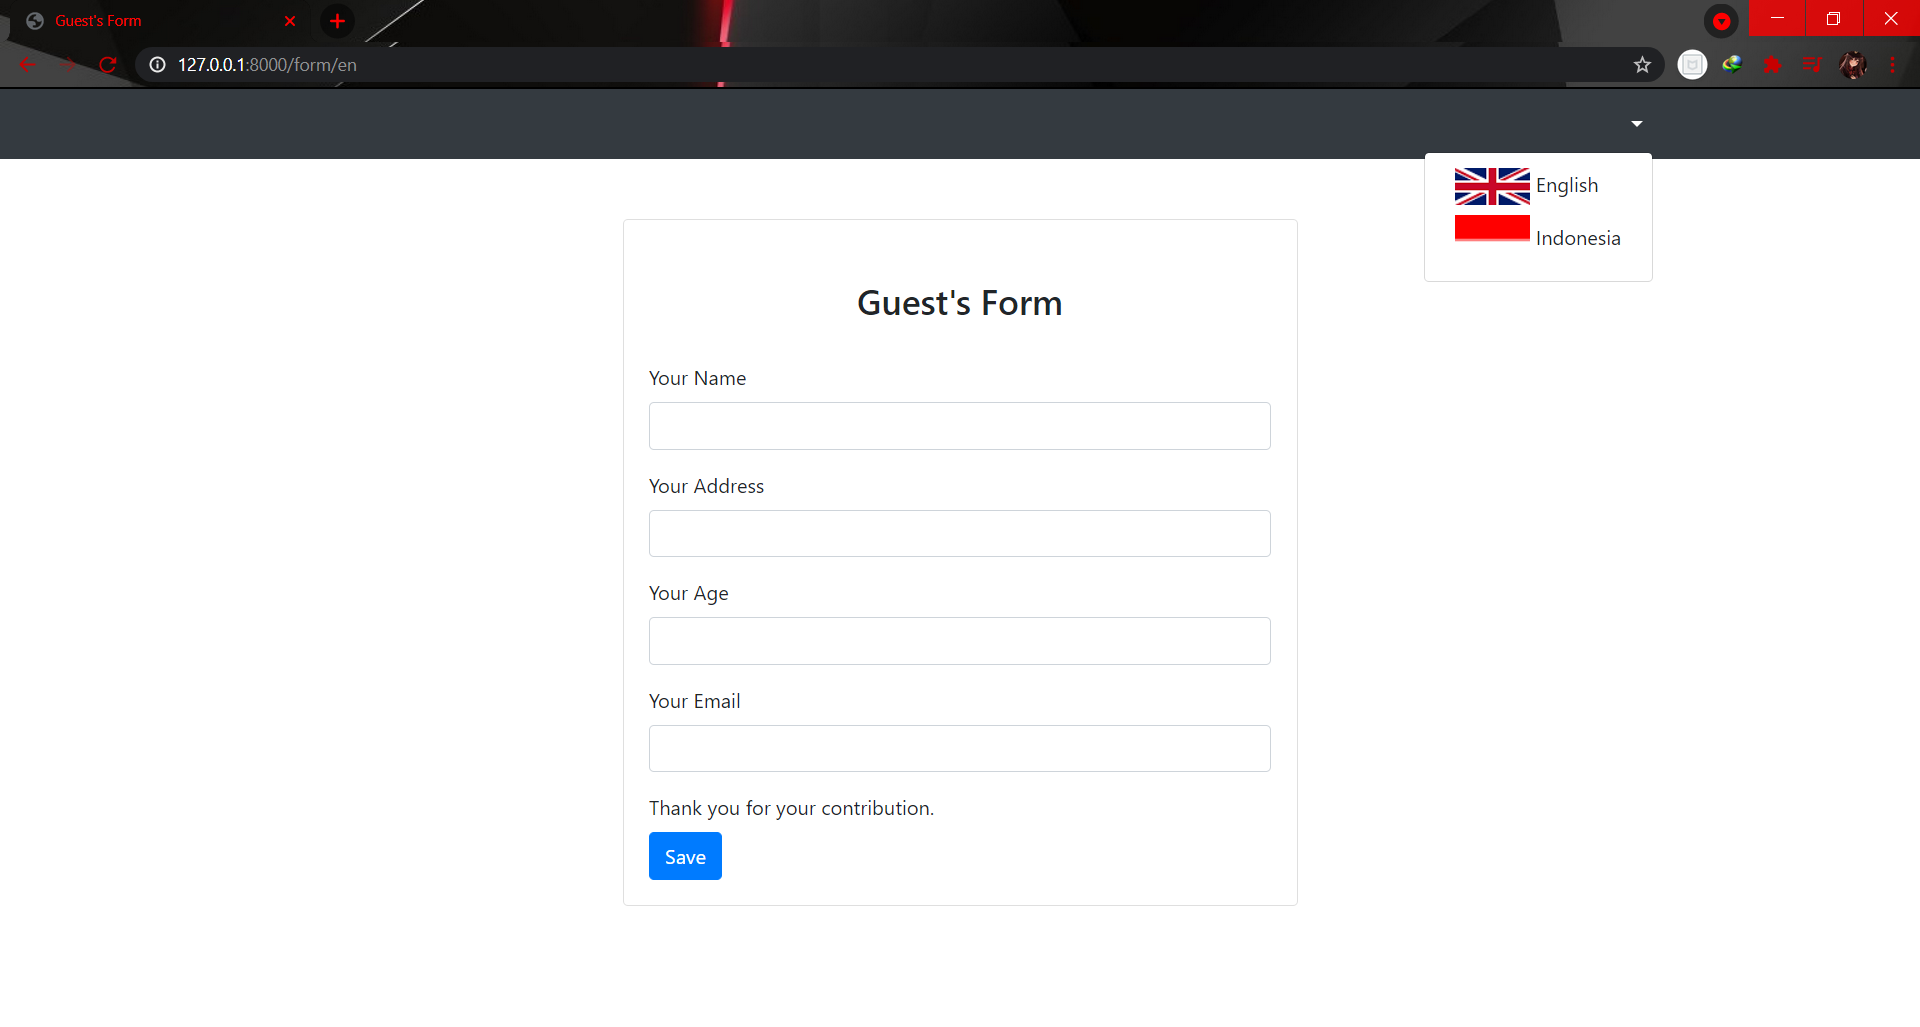 Guest's Form
127.0.0.1:8000/form/en
English
Indonesia
Guest's Form
Your Name
Your Address
Your Age
Your Email
Thank you for your contribution.
Save